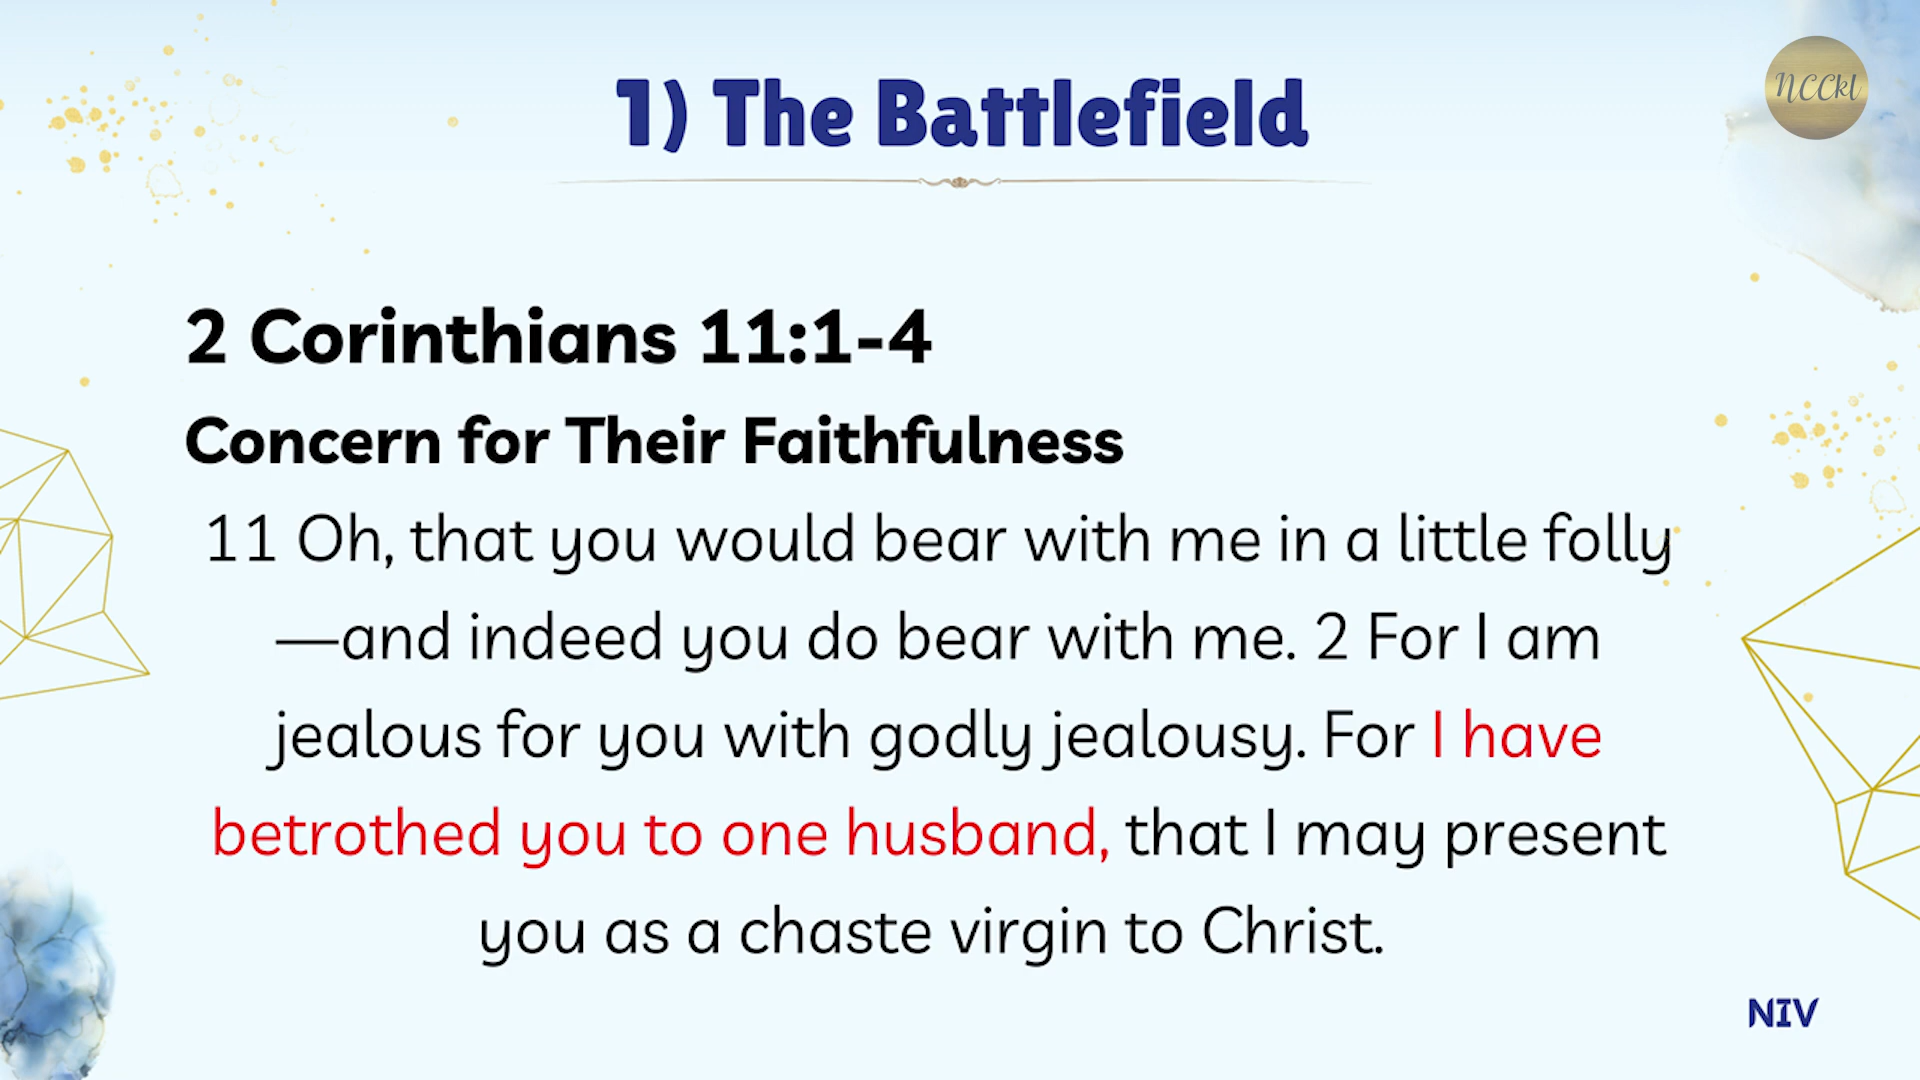 NCCkl
1) The Battlefield
2 Corinthians 11:1-4
Concern for Their Faithfulness
11 Oh, that you would bear with me in a little folly
—and indeed you do bear with me. 2 For I am
jealous for you with godly jealousy. For I have
betrothed you to one husband, that I may present
you as a chaste virgin to Christ.
NIV